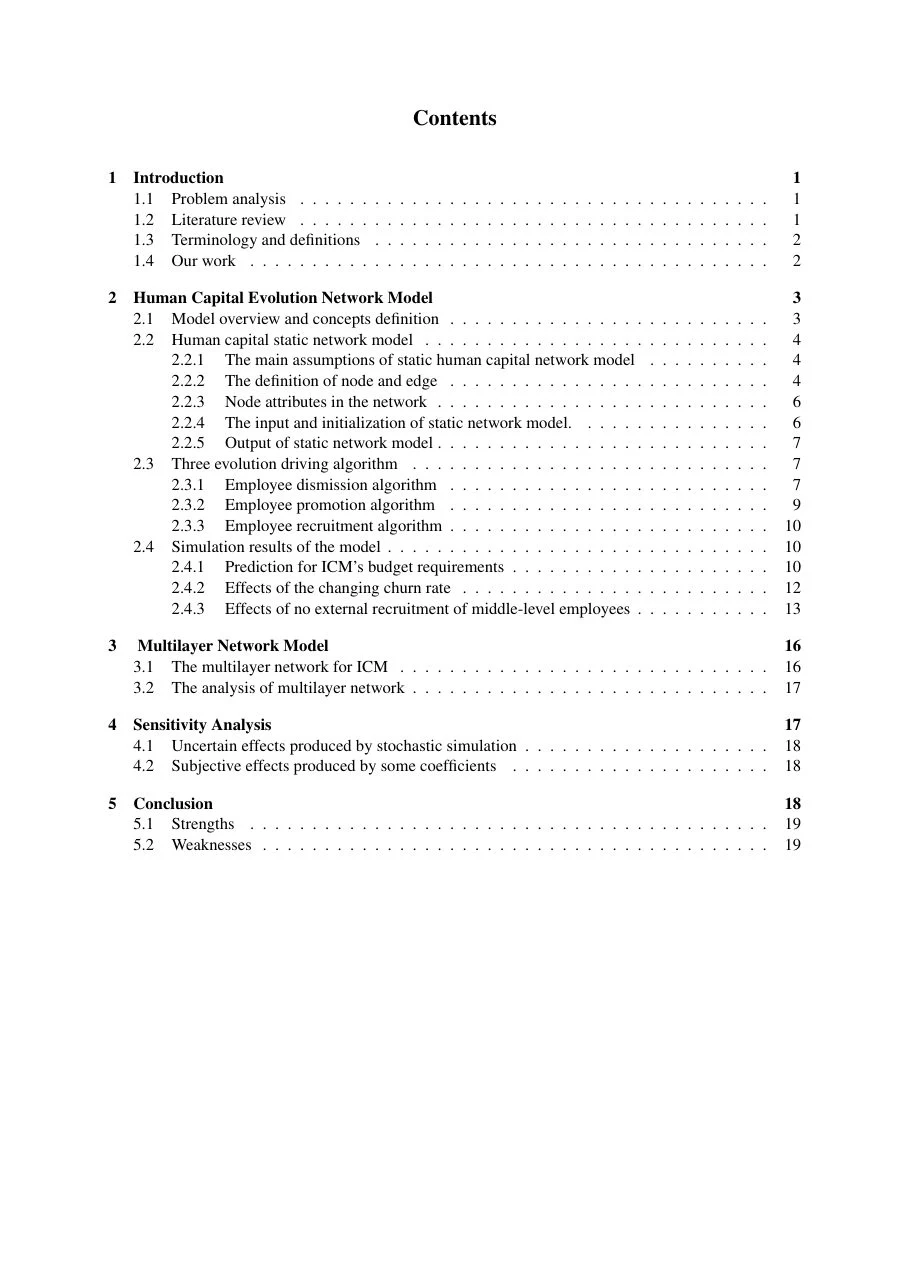 Contents
1 Introduction 1
1.1 Problem analysis . . . . . . . . . . . . . . . . . . . . . . . . . . . . . . . . . . . . . . 1
1.2 Literature review . . . . . . . . . . . . . . . . . . . . . . . . . . . . . . . . . . . . . . 1
1.3 Terminology and definitions . . . . . . . . . . . . . . . . . . . . . . . . . . . . . . . . 2
1.4 Our work . . . . . . . . . . . . . . . . . . . . . . . . . . . . . . . . . . . . . . . . . . 2
2 Human Capital Evolution Network Model 3
2.1 Model overview and concepts definition . . . . . . . . . . . . . . . . . . . . . . . . . . 3
2.2 Human capital static network model . . . . . . . . . . . . . . . . . . . . . . . . . . . . 4
2.2.1 The main assumptions of static human capital network model . . . . . . . . . . 4
2.2.2 The definition of node and edge . . . . . . . . . . . . . . . . . . . . . . . . . . 4
2.2.3 Node attributes in the network . . . . . . . . . . . . . . . . . . . . . . . . . . . 6
2.2.4 The input and initialization of static network model. . . . . . . . . . . . . . . . 6
2.2.5 Output of static network model . . . . . . . . . . . . . . . . . . . . . . . . . . . 7
2.3 Three evolution driving algorithm . . . . . . . . . . . . . . . . . . . . . . . . . . . . . 7
2.3.1 Employee dismission algorithm . . . . . . . . . . . . . . . . . . . . . . . . . . 7
2.3.2 Employee promotion algorithm . . . . . . . . . . . . . . . . . . . . . . . . . . 9
2.3.3 Employee recruitment algorithm . . . . . . . . . . . . . . . . . . . . . . . . . . 10
2.4 Simulation results of the model . . . . . . . . . . . . . . . . . . . . . . . . . . . . . . . 10
2.4.1 Prediction for ICM's budget requirements . . . . . . . . . . . . . . . . . . . . . 10
2.4.2 Effects of the changing churn rate . . . . . . . . . . . . . . . . . . . . . . . . . 12
2.4.3 Effects of no external recruitment of middle-level employees . . . . . . . . . . . 13
3 Multilayer Network Model 16
3.1 The multilayer network for ICM . . . . . . . . . . . . . . . . . . . . . . . . . . . . . . 16
3.2 The analysis of multilayer network . . . . . . . . . . . . . . . . . . . . . . . . . . . . . 17
4 Sensitivity Analysis 17
4.1 Uncertain effects produced by stochastic simulation . . . . . . . . . . . . . . . . . . . . 18
4.2 Subjective effects produced by some coefficients . . . . . . . . . . . . . . . . . . . . . 18
5 Conclusion 18
5.1 Strengths . . . . . . . . . . . . . . . . . . . . . . . . . . . . . . . . . . . . . . . . . . 19
5.2 Weaknesses . . . . . . . . . . . . . . . . . . . . . . . . . . . . . . . . . . . . . . . . . 19